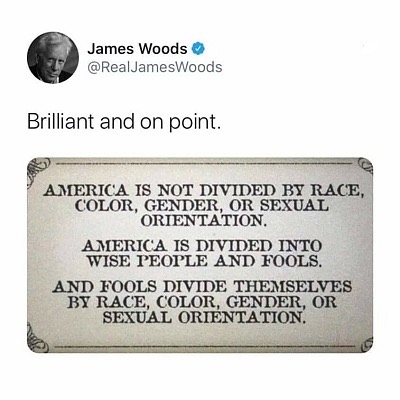 James Woods
@RealJamesWoods
Brilliant and on point.
AMERICA IS NOT DIVIDED BY RACE,
COLOR, GENDER, OR SEXUAL
ORIENTATION.
AMERICA IS DIVIDED INTO
WISE PEOPLE AND FOOLS.
AND FOOLS DIVIDE THEMSELVES
BY RACE, COLOR, GENDER, OR
SEXUAL ORIENTATION.